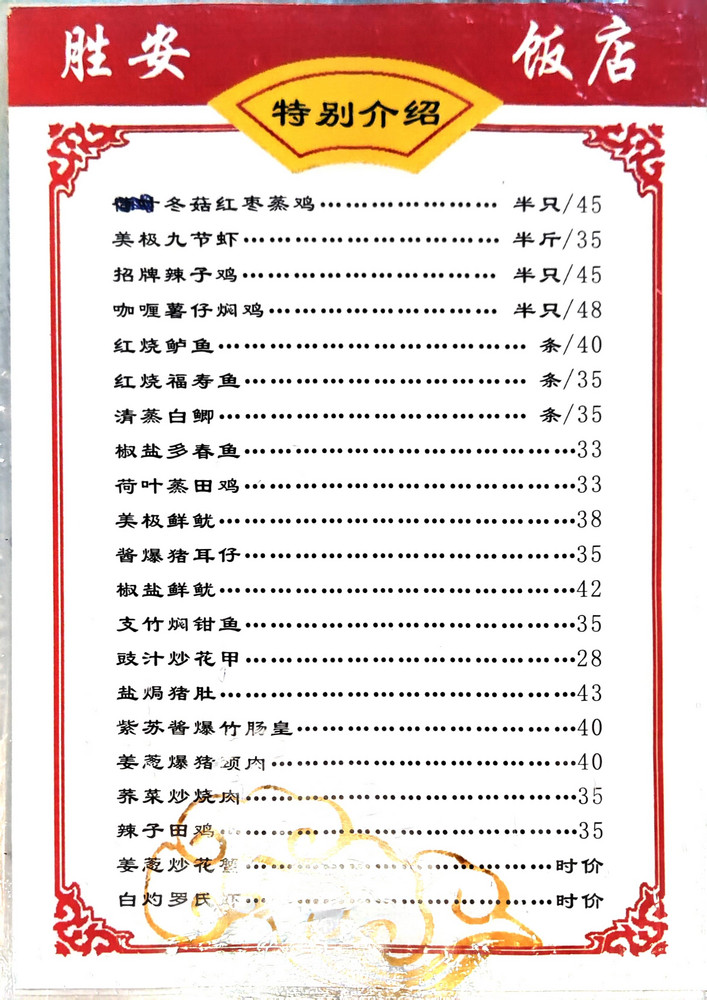 胜安 饭店
特别介绍
冬菇红枣蒸鸡………………… 半只/45
美极九节虾………………………… 半斤/35
招牌辣子鸡………………………… 半只/45
咖喱薯仔焖鸡……………………… 半只/48
红烧鲈鱼……………………………… 条/40
红烧福寿鱼…………………………… 条/35
清蒸白鲫……………………………… 条/35
椒盐多春鱼…………………………………33
荷叶蒸田鸡…………………………………33
美极鲜鱿……………………………………38
酱爆猪耳仔…………………………………35
椒盐鲜鱿……………………………………42
支竹焖钳鱼…………………………………35
豉汁炒花甲…………………………………28
盐焗猪肚……………………………………43
紫苏酱爆竹肠皇……………………………40
姜葱爆猪颈肉………………………………40
荞菜炒烧肉…………………………………35
辣子田鸡……………………………………35
姜葱炒花………………………………时价
白灼罗氏虾………………………………时价